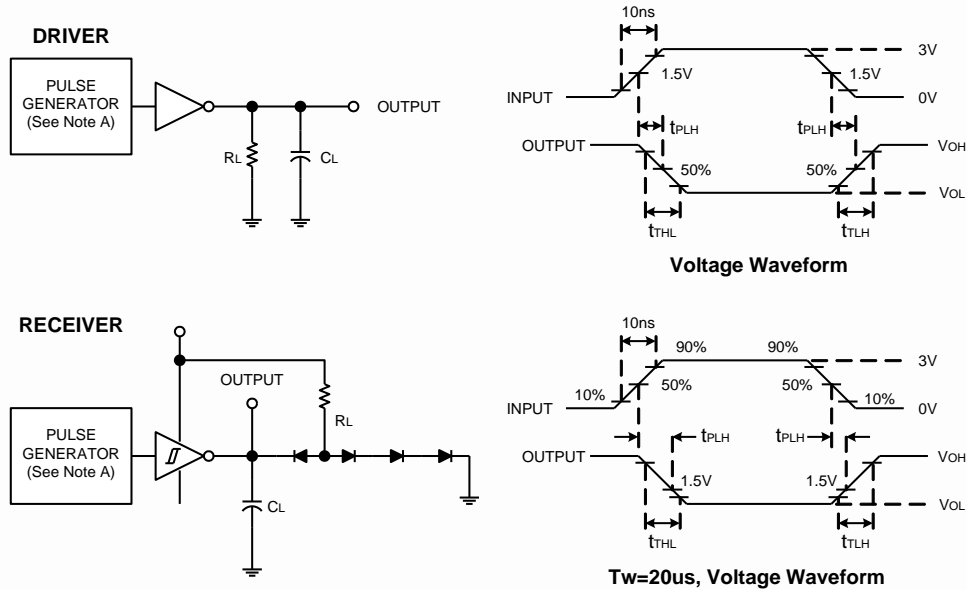 DRIVER
PULSE
GENERATOR
(See Note A)
OUTPUT
RL
CL
10ns
3V
1.5V
1.5V
INPUT
0V
tPLH
tPLH
OUTPUT
VOH
50%
50%
VOL
tTHL
tTLH
Voltage Waveform
RECEIVER
OUTPUT
RL
PULSE
GENERATOR
(See Note A)
CL
10ns
90%
90%
3V
50%
50%
10%
10%
INPUT
0V
tPLH
tPLH
OUTPUT
VOH
1.5V
1.5V
VOL
tTHL
tTLH
Tw=20us, Voltage Waveform